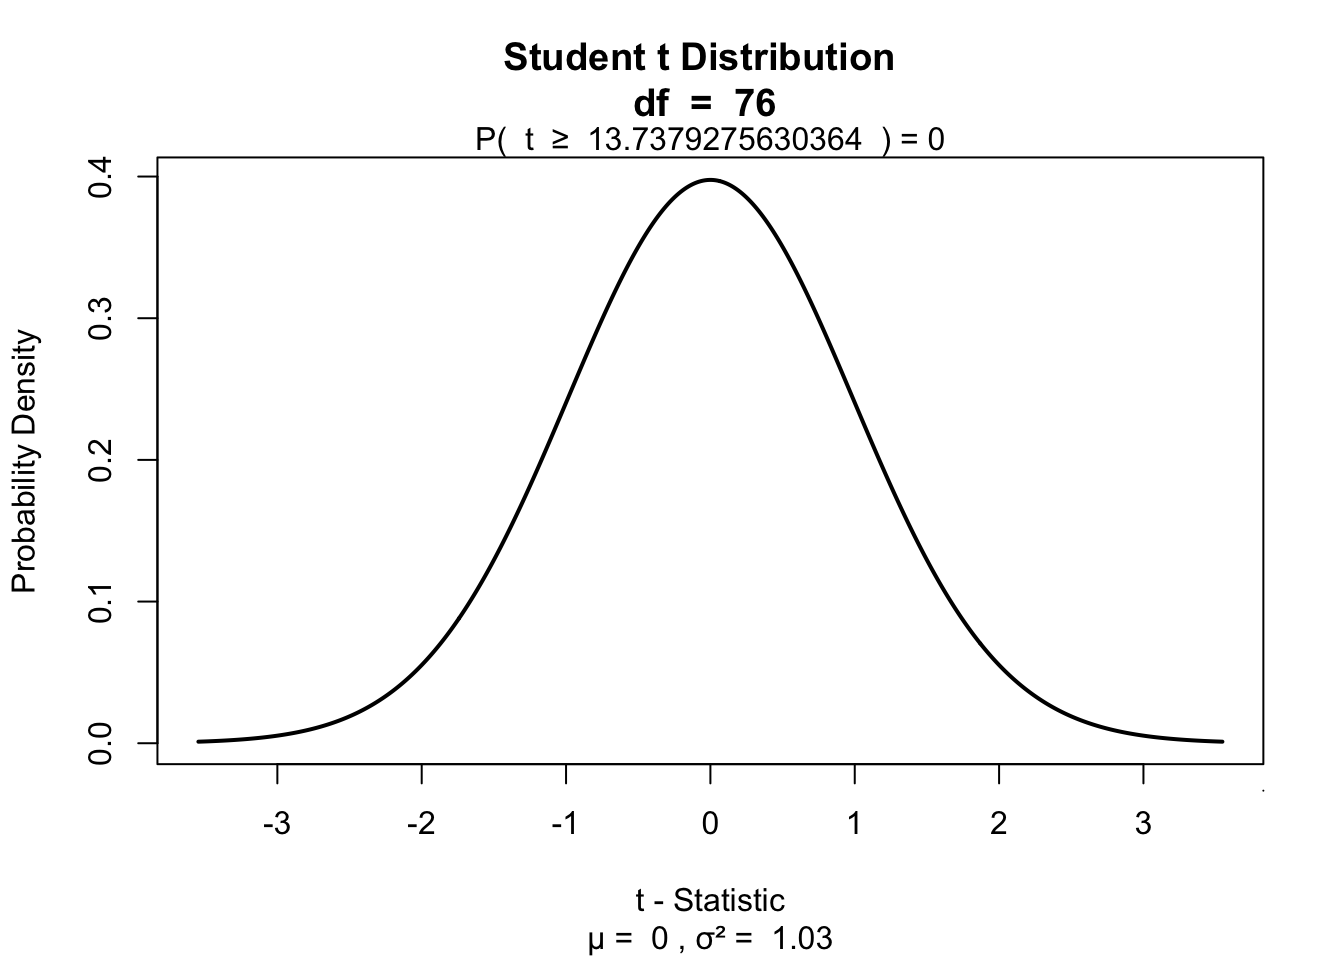 Student t Distribution
df = 76
P( t ≥ 13.7379275630364 ) = 0
Probability Density
0.4
0.3
0.2
0.1
0.0
-3 -2 -1 0 1 2 3
t - Statistic
μ = 0 , σ² = 1.03